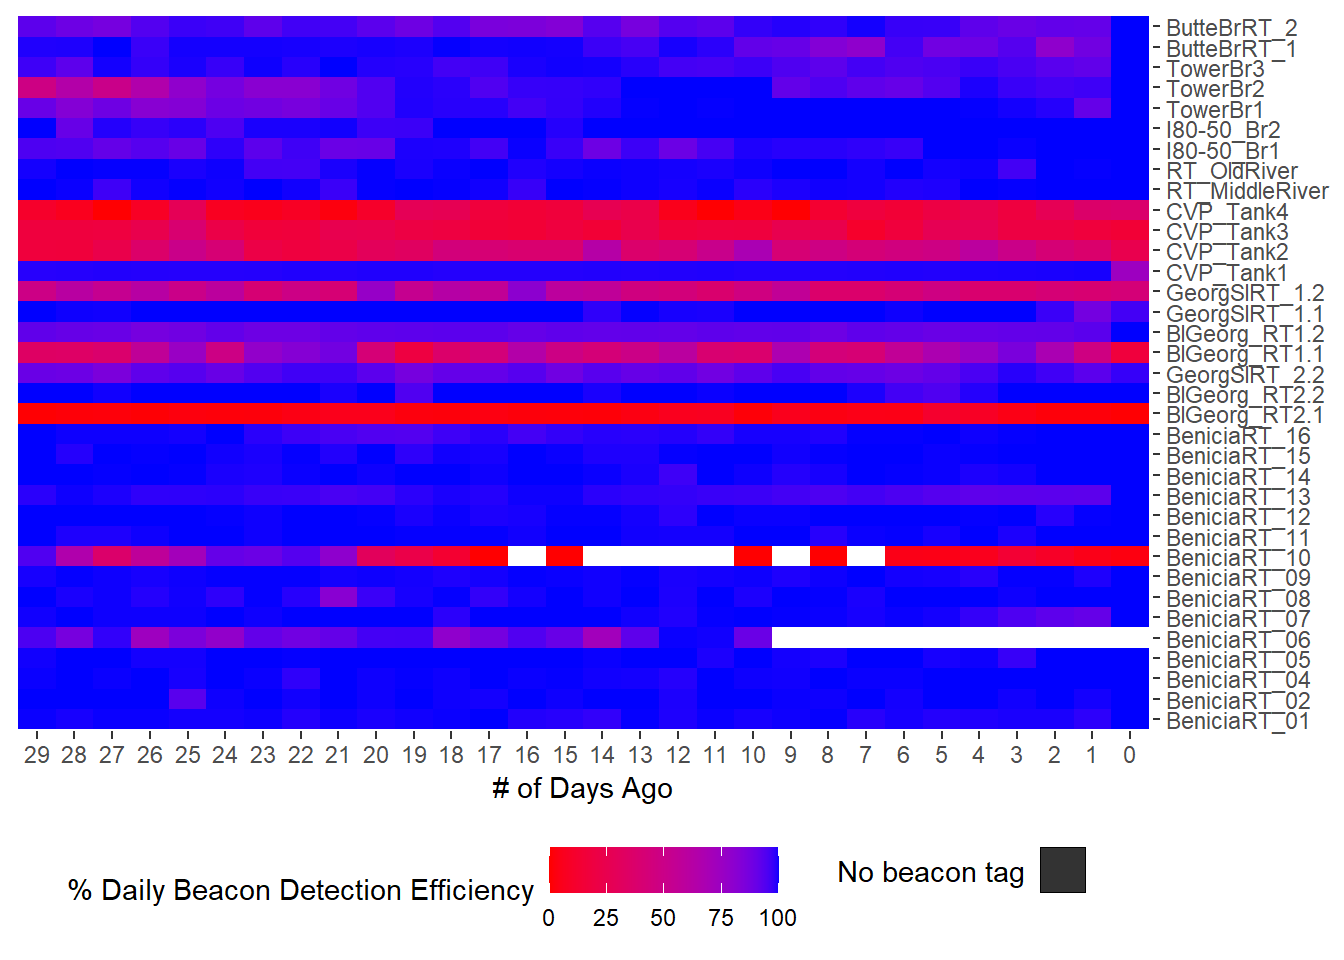 ButteBrRT_2
ButteBrRT_1
TowerBr3
TowerBr2
TowerBr1
I80-50_Br2
I80-50_Br1
RT_OldRiver
RT_MiddleRiver
CVP_Tank4
CVP_Tank3
CVP_Tank2
CVP_Tank1
GeorgSlRT_1.2
GeorgSlRT_1.1
BlGeorg_RT1.2
BlGeorg_RT1.1
GeorgSlRT_2.2
BlGeorg_RT2.2
BlGeorg_RT2.1
BeniciaRT_16
BeniciaRT_15
BeniciaRT_14
BeniciaRT_13
BeniciaRT_12
BeniciaRT_11
BeniciaRT_10
BeniciaRT_09
BeniciaRT_08
BeniciaRT_07
BeniciaRT_06
BeniciaRT_05
BeniciaRT_04
BeniciaRT_02
BeniciaRT_01
29 28 27 26 25 24 23 22 21 20 19 18 17 16 15 14 13 12 11 10 9 8 7 6 5 4 3 2 1 0
# of Days Ago
% Daily Beacon Detection Efficiency
0 25 50 75 100
No beacon tag